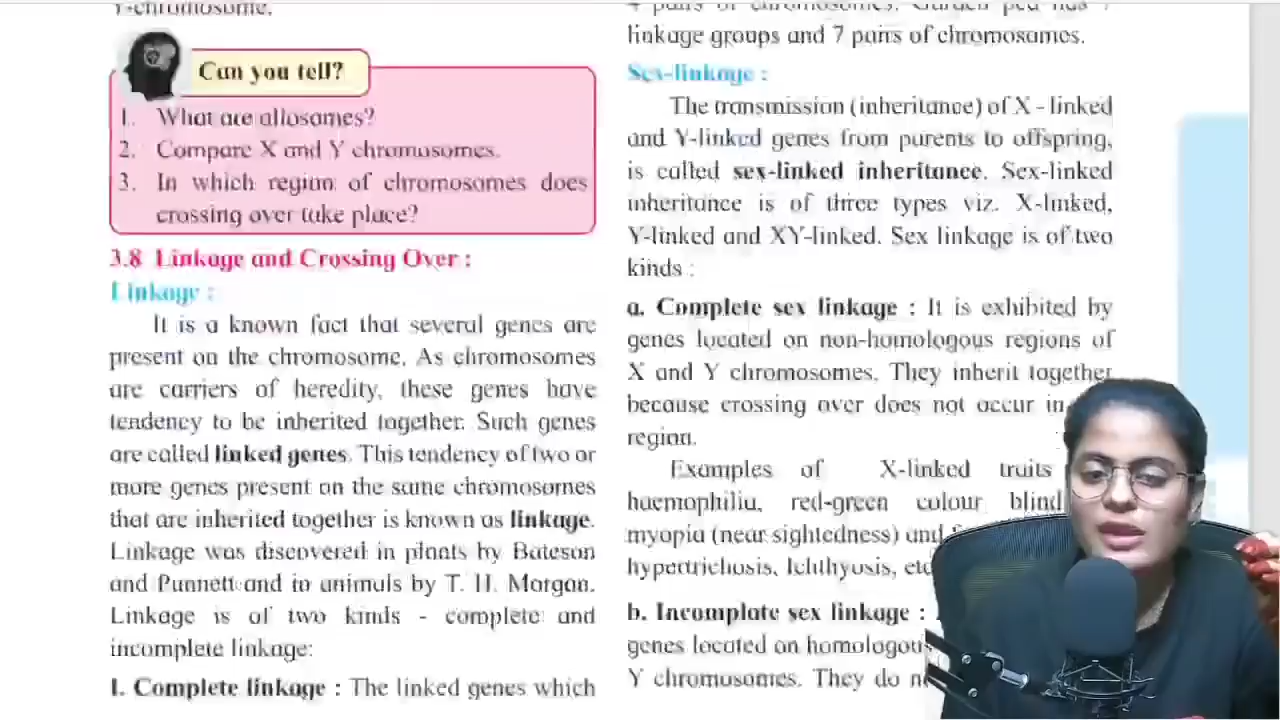 Y-chromosome.
Can you tell?
1. What are allosomes?
2. Compare X and Y chromosomes.
3. In which region of chromosomes does
crossing over take place?
3.8 Linkage and Crossing Over :
Linkage :
It is a known fact that several genes are
present on the chromosome. As chromosomes
are carriers of heredity, these genes have
tendency to be inherited together. Such genes
are called linked genes. This tendency of two or
more genes present on the same chromosomes
that are inherited together is known as linkage.
Linkage was discovered in plants by Bateson
and Punnett and in animals by T. H. Morgan.
Linkage is of two kinds - complete and
incomplete linkage:
I. Complete linkage : The linked genes which
4 pairs of chromosomes. Garden pea has 7
linkage groups and 7 pairs of chromosomes.
Sex-linkage :
The transmission (inheritance) of X - linked
and Y-linked genes from parents to offspring,
is called sex-linked inheritance. Sex-linked
inheritance is of three types viz. X-linked,
Y-linked and XY-linked. Sex linkage is of two
kinds :
a. Complete sex linkage : It is exhibited by
genes located on non-homologous regions of
X and Y chromosomes. They inherit together
because crossing over does not occur in
region.
Examples of X-linked traits
haemophilia, red-green colour blind
myopia (near sightedness) and
hypertrichosis, Ichthyosis, etc
b. Incomplate sex linkage :
genes located on homologous
Y chromosomes. They do